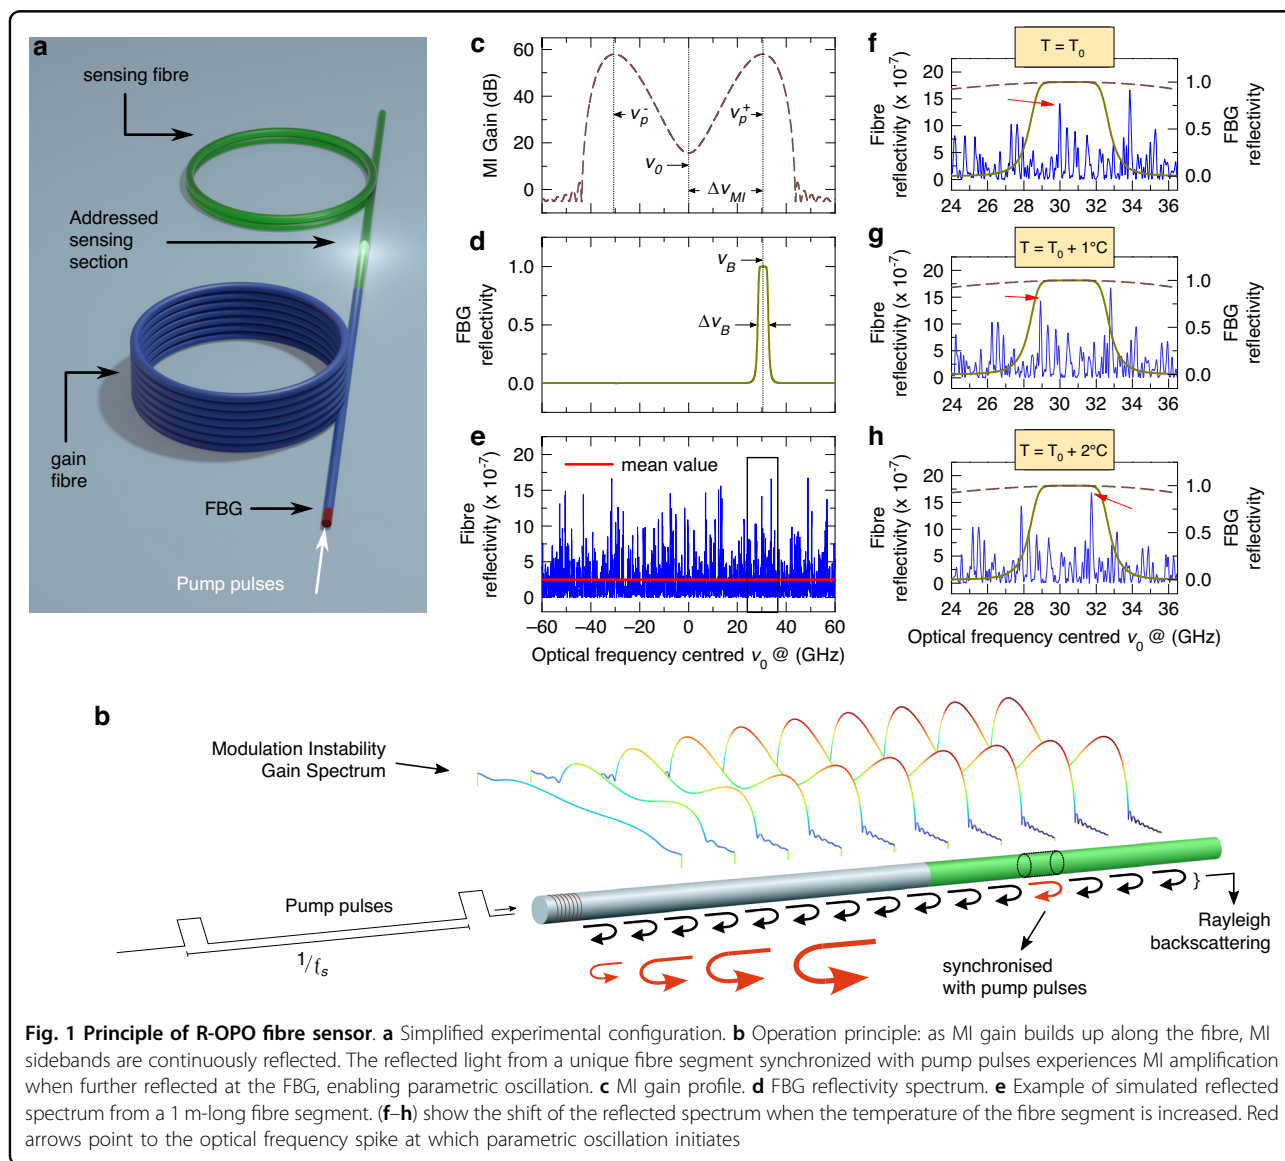 a
sensing fibre
Addressed
sensing
section
gain
fibre
FBG
Pump pulses
c
MI Gain (dB)
60
40
20
0
ν_p^-
ν_p^+
ν_0
Δν_MI
d
FBG
reflectivity
1.0
0.5
0.0
ν_B
Δν_B
e
Fibre
reflectivity (x 10^-7)
20
15
10
5
0
mean value
−60 −40 −20 0 20 40 60
Optical frequency centred ν_0 @ (GHz)
f
T = T_0
Fibre
reflectivity (x 10^-7)
20
15
10
5
0
1.0
0.5
0.0
FBG
reflectivity
24 26 28 30 32 34 36
g
T = T_0 + 1°C
Fibre
reflectivity (x 10^-7)
20
15
10
5
0
1.0
0.5
0.0
FBG
reflectivity
24 26 28 30 32 34 36
h
T = T_0 + 2°C
Fibre
reflectivity (x 10^-7)
20
15
10
5
0
1.0
0.5
0.0
FBG
reflectivity
24 26 28 30 32 34 36
Optical frequency centred ν_0 @ (GHz)
b
Modulation Instability
Gain Spectrum
Pump pulses
1/f_s
}
Rayleigh
backscattering
synchronised
with pump pulses
Fig. 1 Principle of R-OPO fibre sensor. a Simplified experimental configuration. b Operation principle: as MI gain builds up along the fibre, MI
sidebands are continuously reflected. The reflected light from a unique fibre segment synchronized with pump pulses experiences MI amplification
when further reflected at the FBG, enabling parametric oscillation. c MI gain profile. d FBG reflectivity spectrum. e Example of simulated reflected
spectrum from a 1 m-long fibre segment. (f–h) show the shift of the reflected spectrum when the temperature of the fibre segment is increased. Red
arrows point to the optical frequency spike at which parametric oscillation initiates